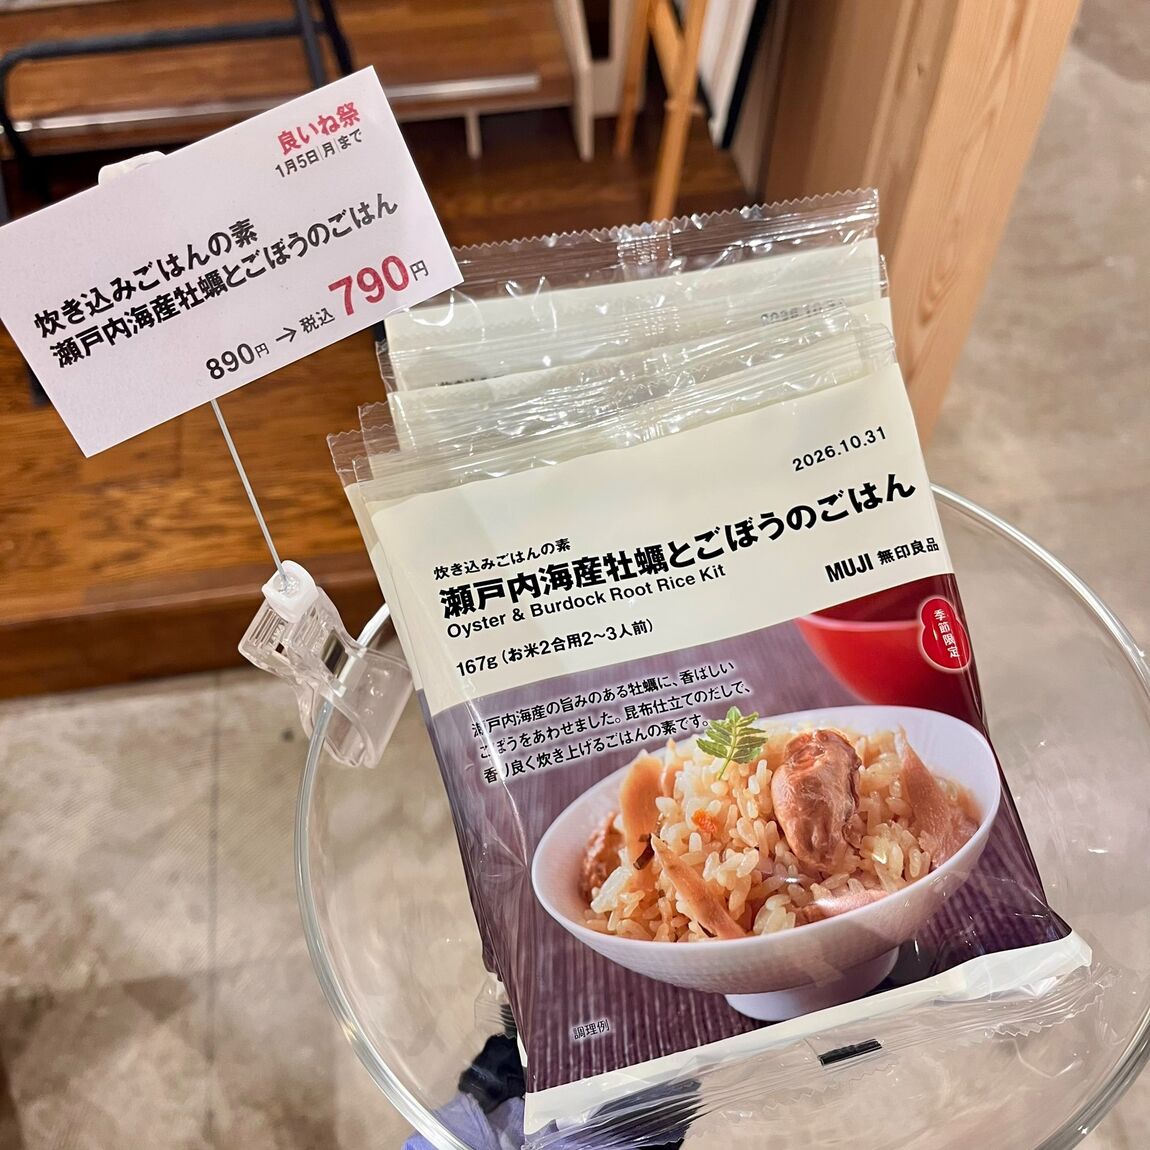 良いね祭
1月5日|月|まで
炊き込みごはんの素
瀬戸内海産牡蠣とごぼうのごはん
890円→税込790円
2026.10.31
炊き込みごはんの素
瀬戸内海産牡蠣とごぼうのごはん
Oyster & Burdock Root Rice Kit
MUJI 無印良品
167g(お米2合用2~3人前)
季節限定
瀬戸内海産の旨みのある牡蠣に、香ばしい
ごぼうをあわせました。昆布仕立てのだしで、
香り良く炊き上げるごはんの素です。
調理例